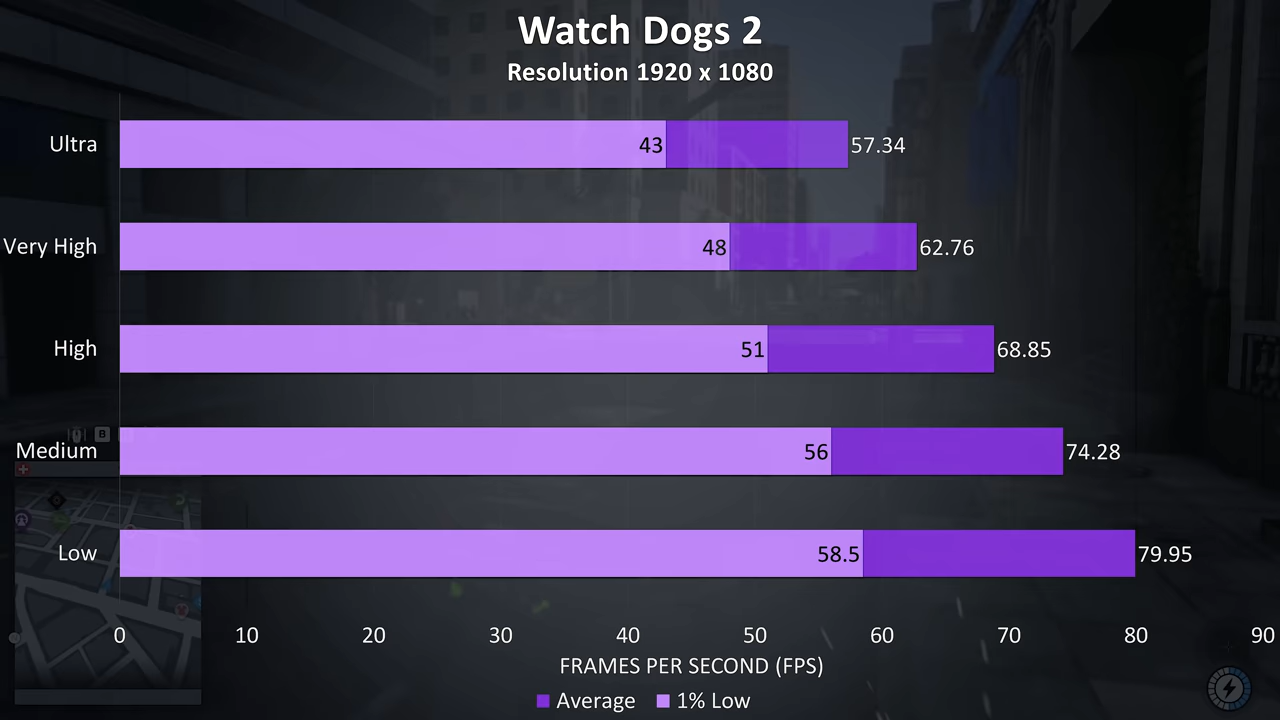 Watch Dogs 2
Resolution 1920 x 1080
Ultra 43 57.34
Very High 48 62.76
High 51 68.85
B
Medium 56 74.28
Low 58.5 79.95
0 10 20 30 40 50 60 70 80 90
FRAMES PER SECOND (FPS)
Average 1% Low